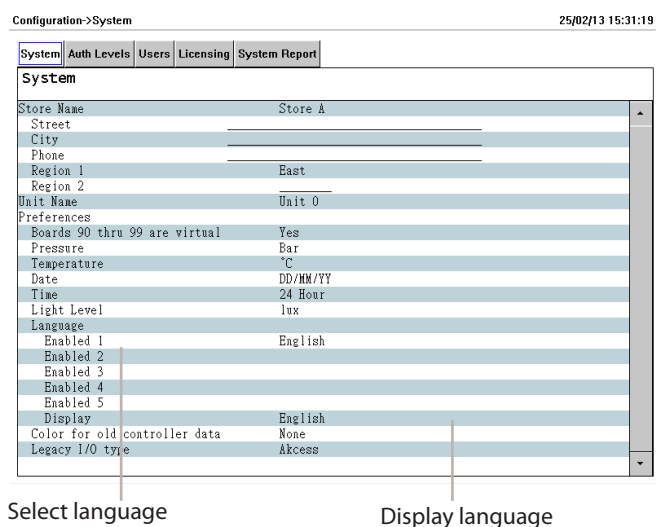 Configuration->System 25/02/13 15:31:19
System Auth Levels Users Licensing System Report
System
Store Name Store A
Street
City
Phone
Region 1 East
Region 2
Unit Name Unit 0
Preferences
Boards 90 thru 99 are virtual Yes
Pressure Bar
Temperature °C
Date DD/MM/YY
Time 24 Hour
Light Level lux
Language
Enabled 1 English
Enabled 2
Enabled 3
Enabled 4
Enabled 5
Display English
Color for old controller data None
Legacy I/O type Akcess
Select language Display language